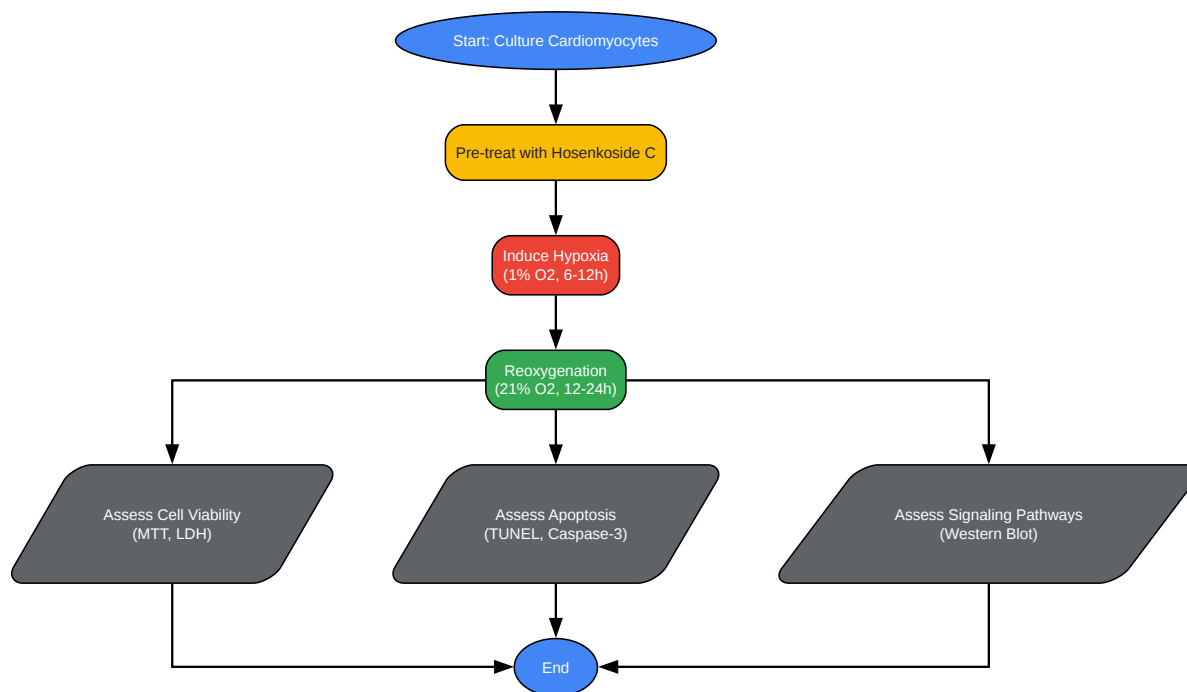 Start: Culture Cardiomyocytes
Pre-treat with Hosenkoside C
Induce Hypoxia
(1% O2, 6-12h)
Reoxygenation
(21% O2, 12-24h)
Assess Cell Viability
(MTT, LDH)
Assess Apoptosis
(TUNEL, Caspase-3)
Assess Signaling Pathways
(Western Blot)
End